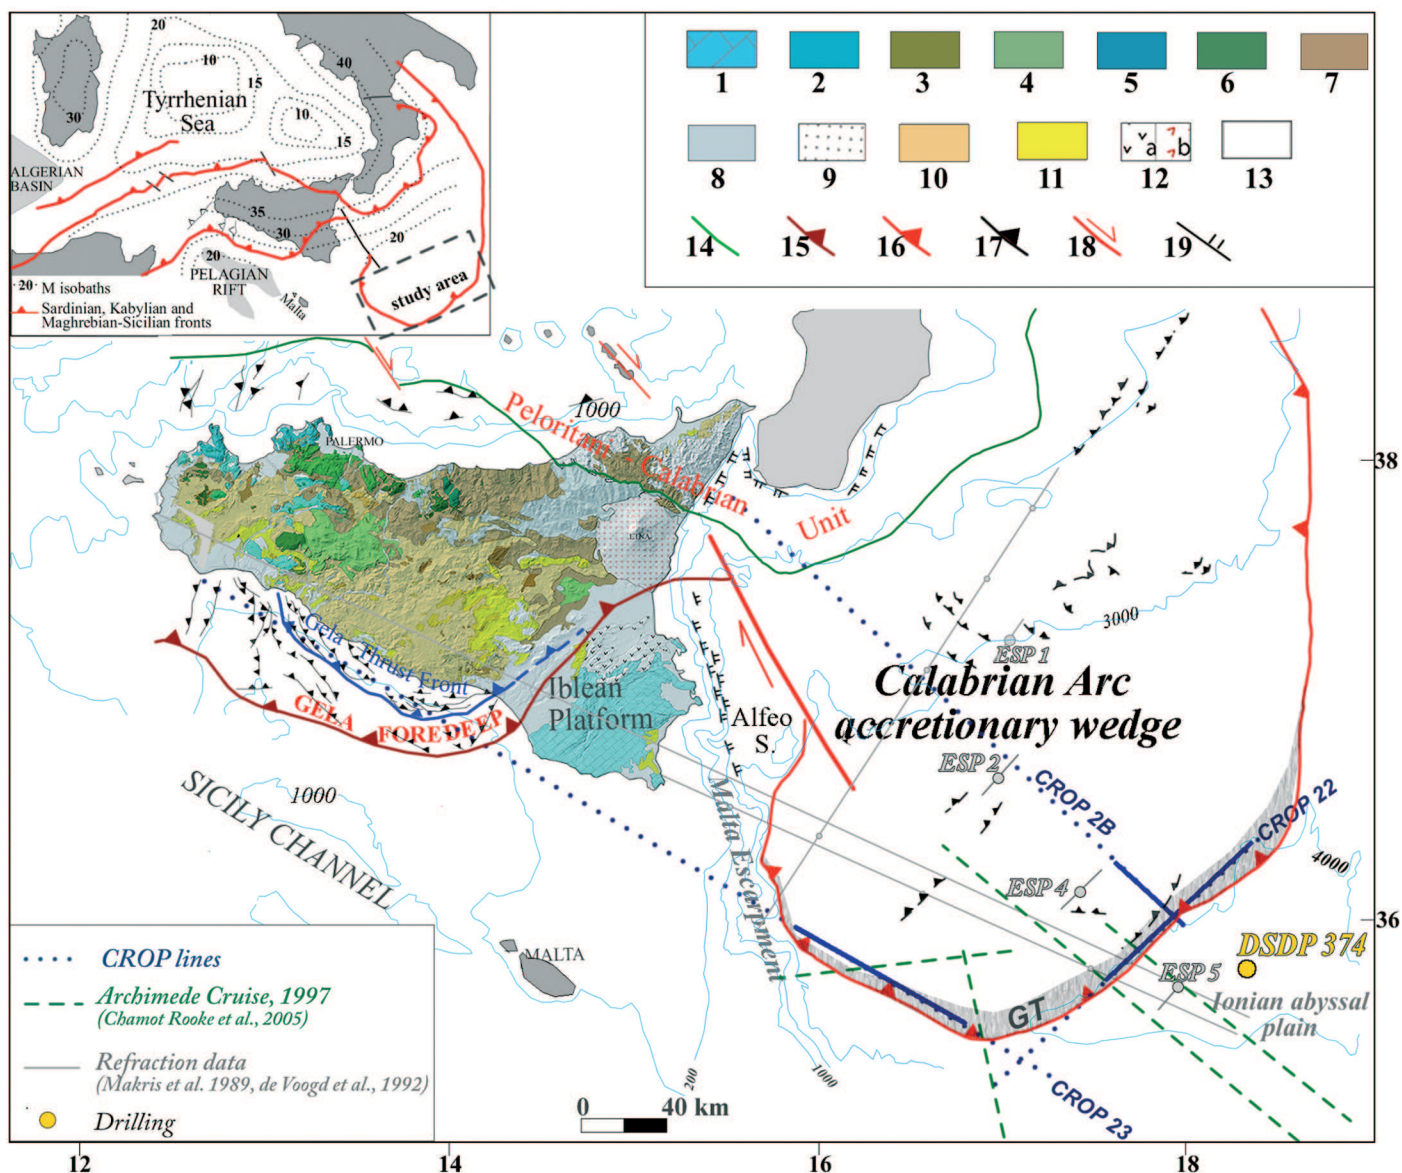 20
10
40
15
Tyrrhenian
Sea
10
30
15
ALGERIAN
BASIN
35
30
20
20
PELAGIAN
RIFT
study area
Malta
20 M isobaths
Sardinian, Kabylian and
Maghrebian-Sicilian fronts
1 2 3 4 5 6 7
a b
8 9 10 11 12 13
14 15 16 17 18 19
1000
Peloritani - Calabrian
Unit
PALERMO
38
ETNA
3000
ESP 1
Gela Thrust Front
Calabrian Arc
accretionary wedge
Iblean
Platform
GELA FOREDEEP
Alfeo
S.
ESP 2
CROP 2B
CROP 22
SICILY CHANNEL
1000
Malta Escarpment
4000
ESP 4
36
DSDP 374
MALTA
ESP 5
Ionian abyssal
plain
GT
CROP lines
Archimede Cruise, 1997
(Chamot Rooke et al., 2005)
Refraction data
(Makris et al. 1989, de Voogd et al., 1992)
Drilling
200
1000
CROP 23
0 40 km
12 14 16 18